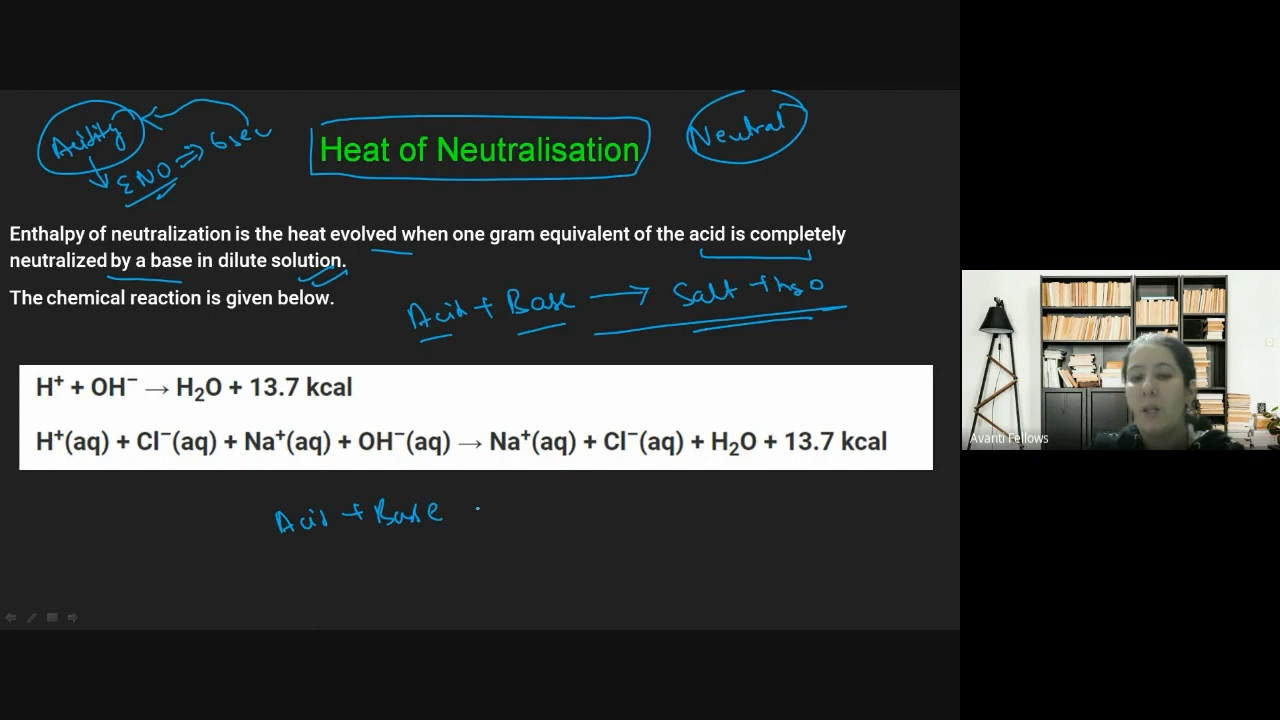 Acidity
ENO ⇒ 6 sec
Heat of Neutralisation
Neutral
Enthalpy of neutralization is the heat evolved when one gram equivalent of the acid is completely
neutralized by a base in dilute solution.
The chemical reaction is given below.
Acid + Base → Salt + H₂O
H⁺ + OH⁻ → H₂O + 13.7 kcal
H⁺(aq) + Cl⁻(aq) + Na⁺(aq) + OH⁻(aq) → Na⁺(aq) + Cl⁻(aq) + H₂O + 13.7 kcal
Acid + Base
Avanti Fellows